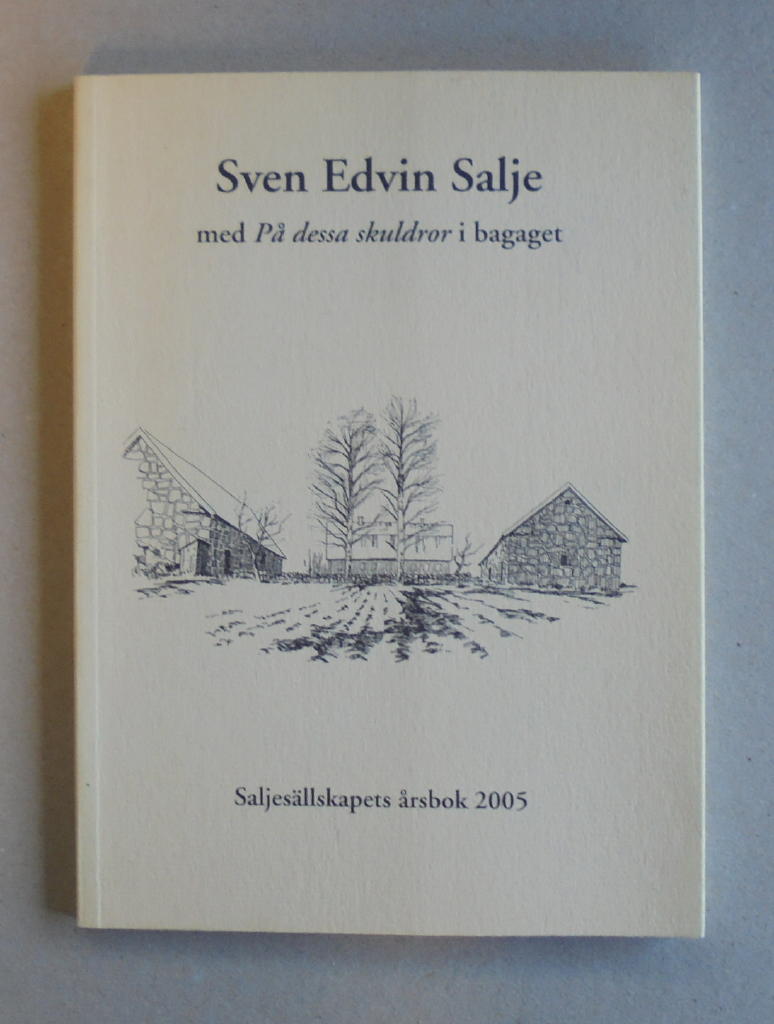 Sven Edvin Salje
med På dessa skuldror i bagaget
Saljesällskapets årsbok 2005